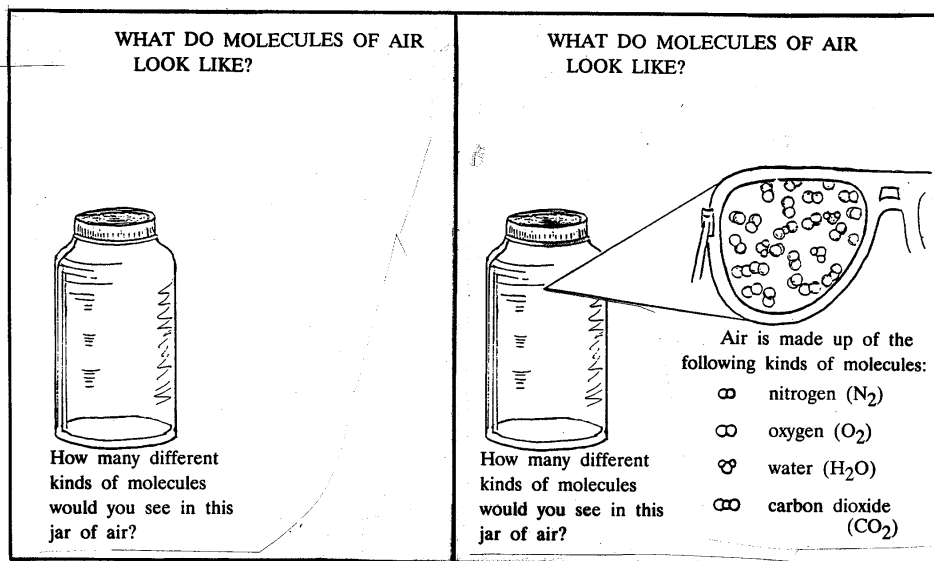 WHAT DO MOLECULES OF AIR
LOOK LIKE?
How many different
kinds of molecules
would you see in this
jar of air?
WHAT DO MOLECULES OF AIR
LOOK LIKE?
Air is made up of the
following kinds of molecules:
nitrogen (N₂)
oxygen (O₂)
water (H₂O)
carbon dioxide
(CO₂)
How many different
kinds of molecules
would you see in this
jar of air?